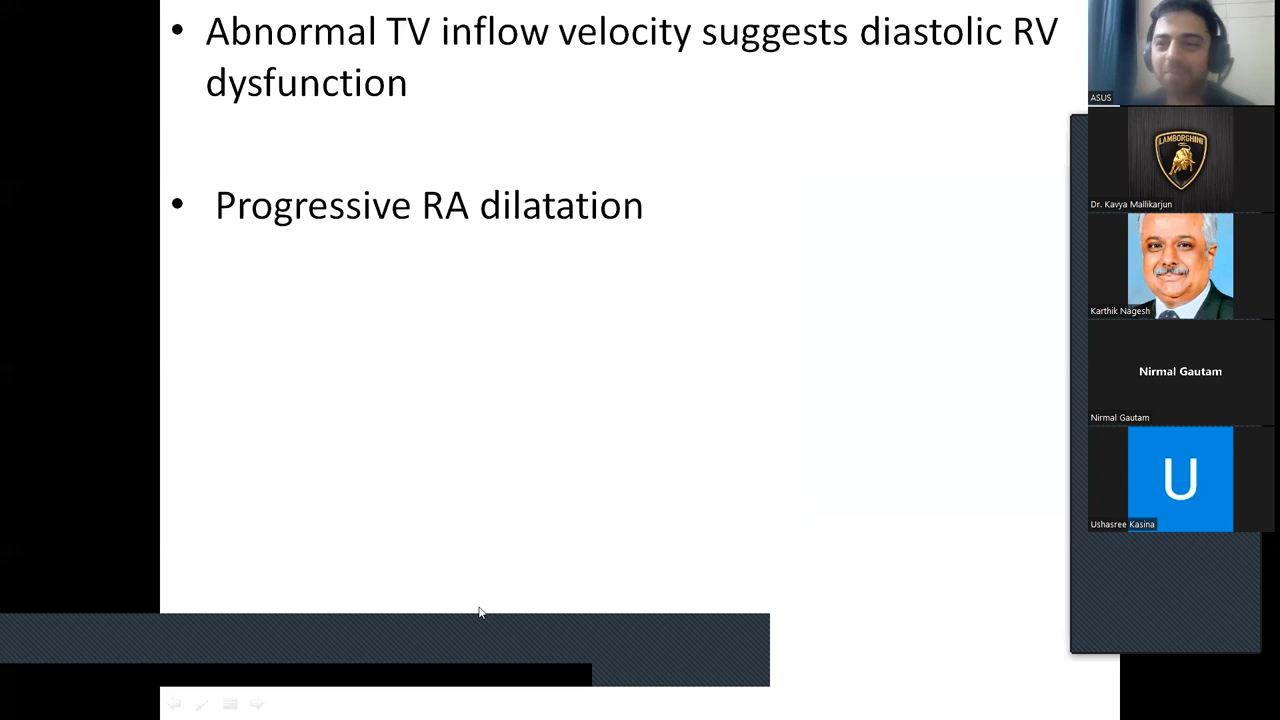 • Abnormal TV inflow velocity suggests diastolic RV
dysfunction
• Progressive RA dilatation
ASUS
LAMBORGHINI
Dr. Kavya Mallikarjun
Karthik Nagesh
Nirmal Gautam
Nirmal Gautam
U
Ushasree Kasina